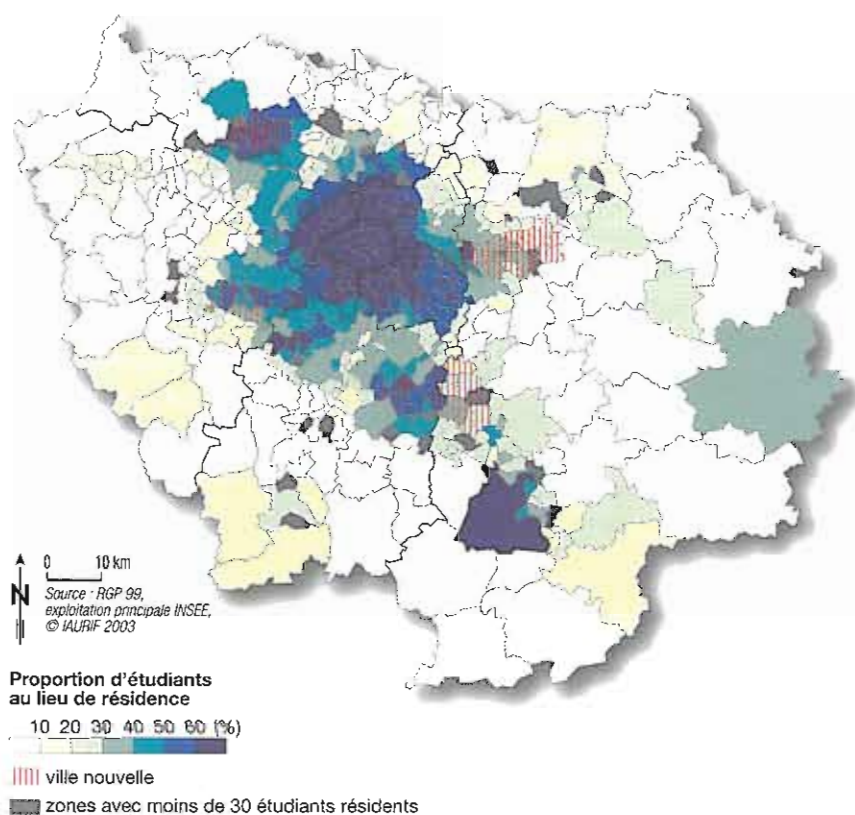 0 10 km
N
Source : RGP 99,
exploitation principale INSEE,
© IAURIF 2003
Proportion d'étudiants
au lieu de résidence
10 20 30 40 50 60 (%)
ville nouvelle
zones avec moins de 30 étudiants résidents